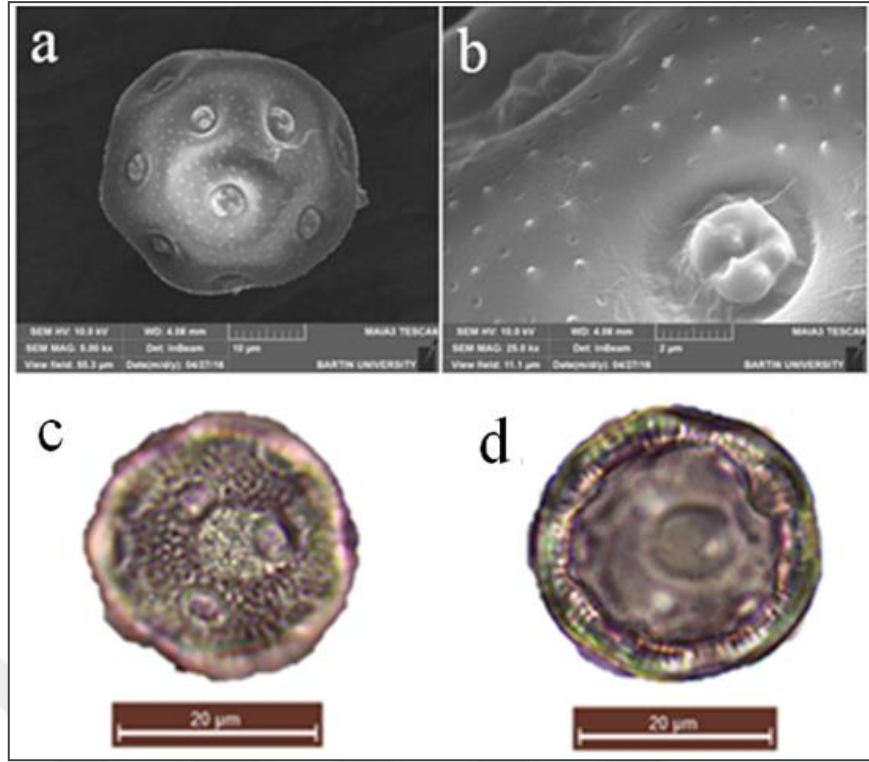 a
SEM HV: 10.0 kV WD: 4.08 mm MAIA3 TESCAN
SEM MAG: 5.00 kx Det: InBeam 10 µm
View field: 55.3 µm Date(m/d/y): 04/27/16 BARTIN UNIVERSITY
b
SEM HV: 10.0 kV WD: 4.08 mm MAIA3 TESCAN
SEM MAG: 25.0 kx Det: InBeam 2 µm
View field: 11.1 µm Date(m/d/y): 04/27/16 BARTIN UNIVERSITY
c
20 µm
d
20 µm